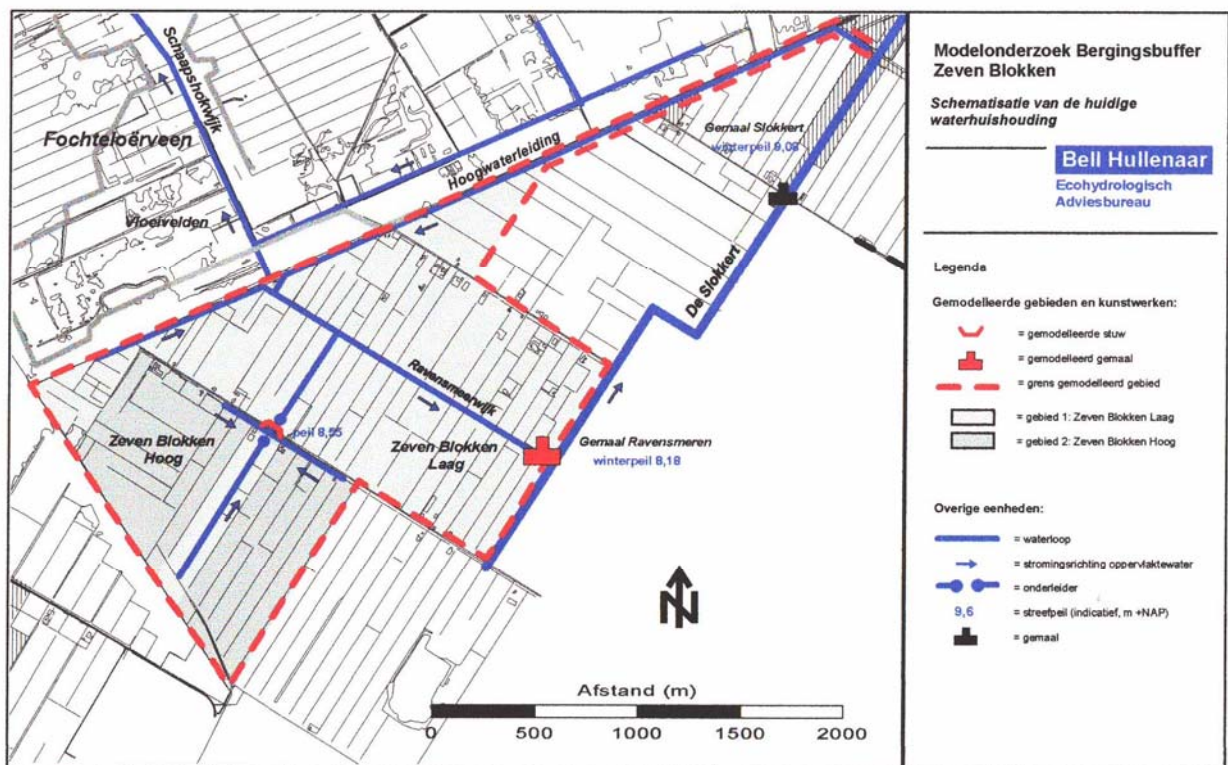 Modelonderzoek Bergingsbuffer
Zeven Blokken
Schematisatie van de huidige
waterhuishouding
Bell Hullenaar
Ecohydrologisch
Adviesbureau
Legenda
Gemodelleerde gebieden en kunstwerken:
= gemodelleerde stuw
= gemodelleerd gemaal
= grens gemodelleerd gebied
= gebied 1: Zeven Blokken Laag
= gebied 2: Zeven Blokken Hoog
Overige eenheden:
= waterloop
= stromingsrichting oppervlaktewater
= onderleider
9,6 = streefpeil (indicatief, m +NAP)
= gemaal
Schaapshokwijk
Fochteloërveen
Vloeivelden
Hoogwaterleiding
Gemaal Slokkert
winterpeil 9,08
De Slokkert
Ravensmeerwijk
Zeven Blokken
Hoog
peil 8,55
Zeven Blokken
Laag
Gemaal Ravensmeren
winterpeil 8,18
N
Afstand (m)
0 500 1000 1500 2000